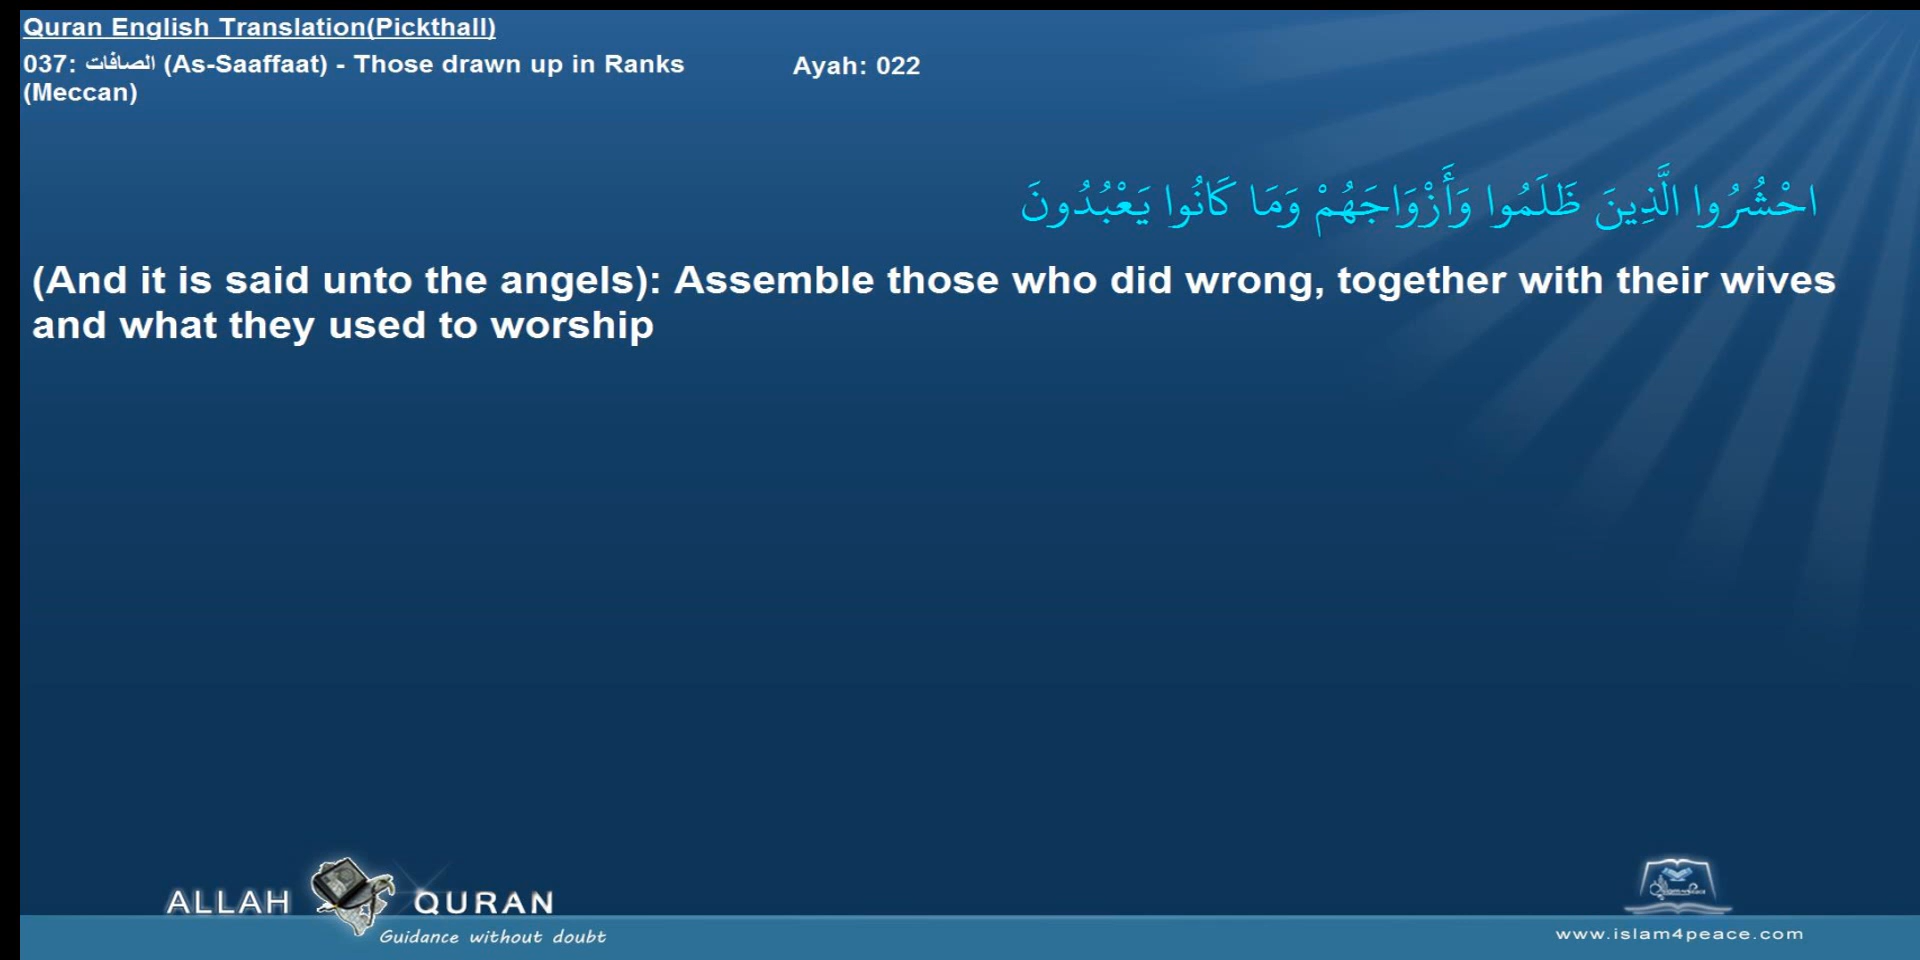 Quran English Translation(Pickthall)
037: الصافات (As-Saaffaat) - Those drawn up in Ranks
(Meccan)
Ayah: 022
احْشُرُوا الَّذِينَ ظَلَمُوا وَأَزْوَاجَهُمْ وَمَا كَانُوا يَعْبُدُونَ
(And it is said unto the angels): Assemble those who did wrong, together with their wives
and what they used to worship
ALLAH QURAN
Guidance without doubt
www.islam4peace.com